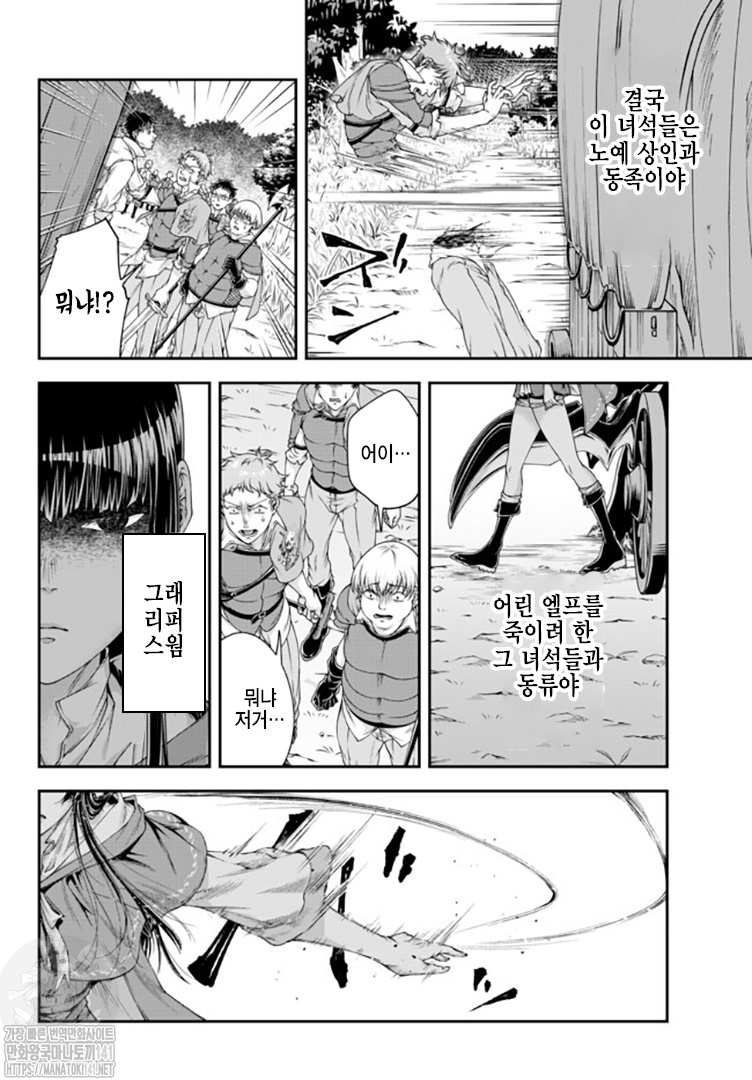 결국
이 녀석들은
노예 상인과
동족이야
뭐냐!?
어린 엘프를
죽이려 한
그 녀석들과
동류야
어이…
뭐냐
저거…
그래
리퍼
스웜
가장 빠른 번역만화사이트
만화왕국마나토끼141
HTTPS://MANATOKI141.NET